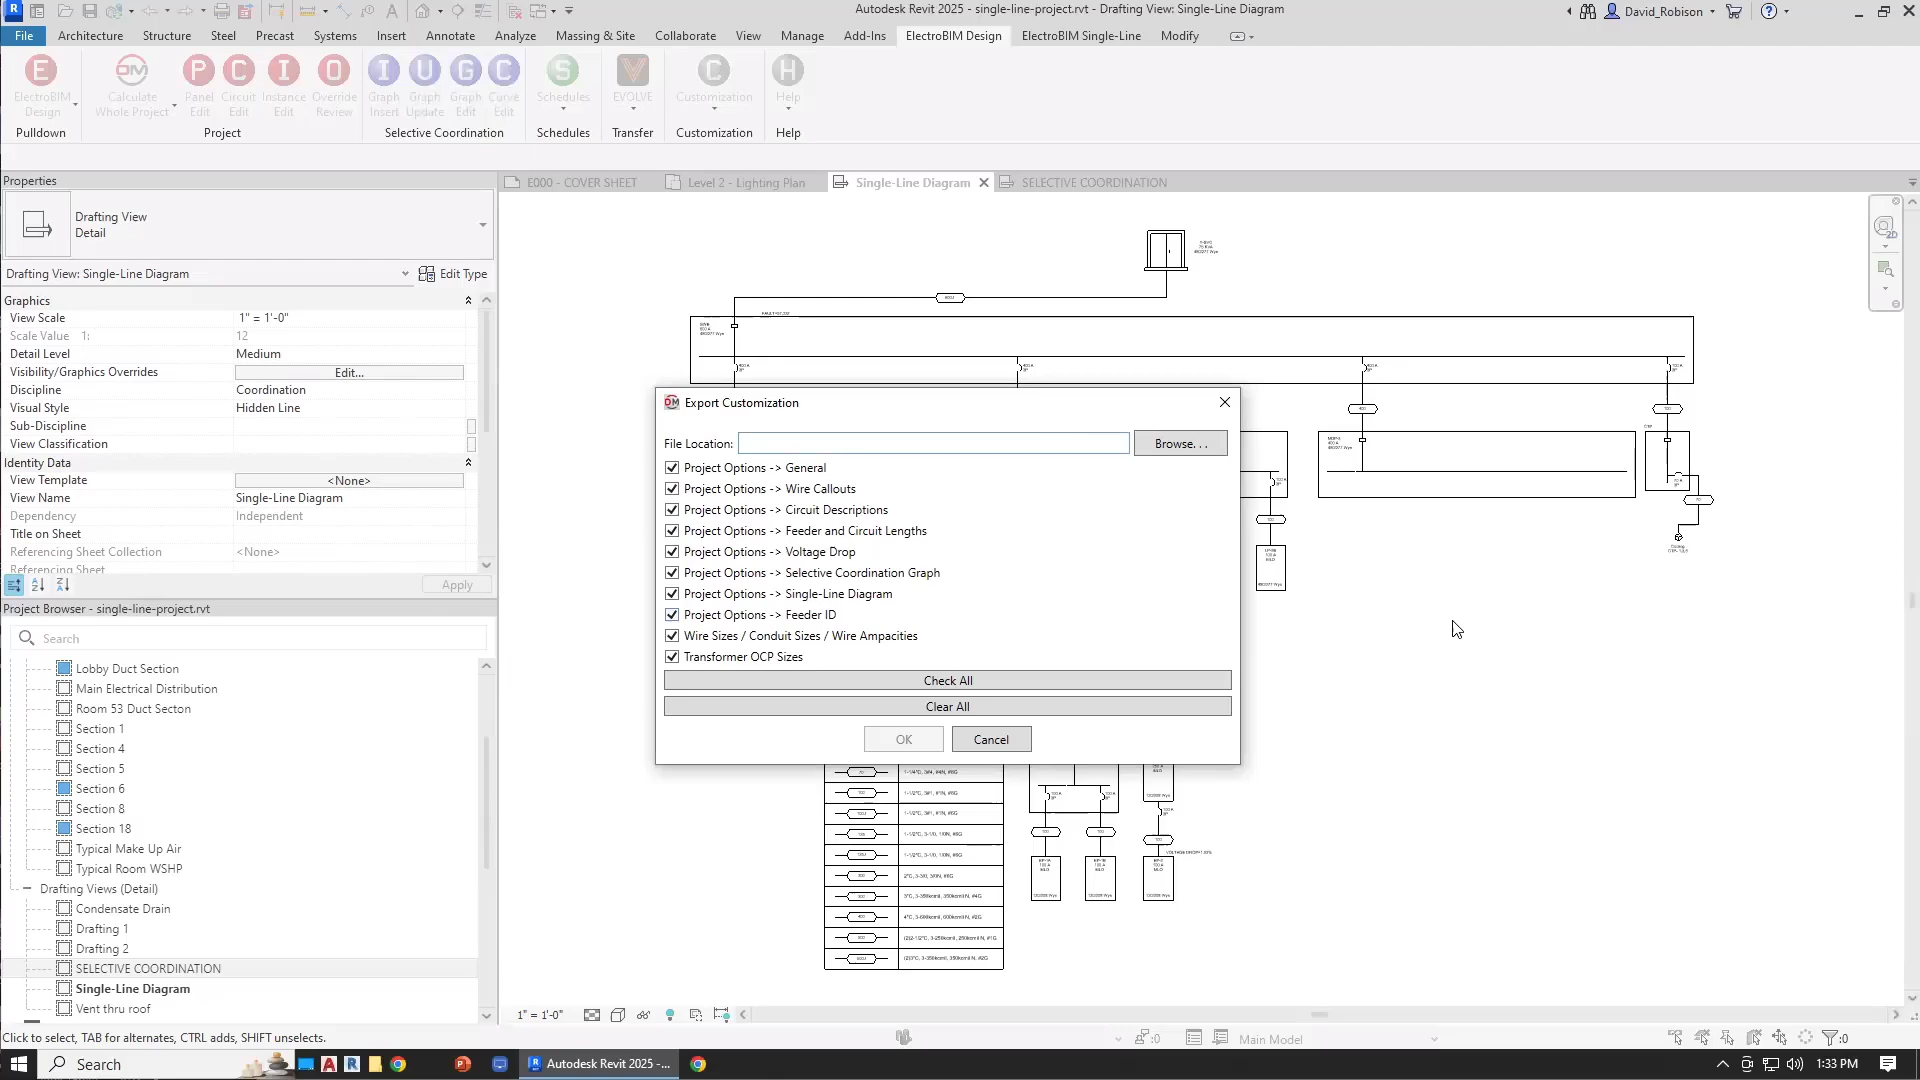 Autodesk Revit 2025 - single-line-project.rvt - Drafting View: Single-Line Diagram
David_Robison
File
Architecture
Structure
Steel
Precast
Systems
Insert
Annotate
Analyze
Massing & Site
Collaborate
View
Manage
Add-Ins
ElectroBIM Design
ElectroBIM Single-Line
Modify
ElectroBIM
Design
Calculate
Whole Project
Panel
Edit
Circuit
Edit
Instance
Edit
Override
Review
Graph
Insert
Graph
Update
Graph
Edit
Curve
Edit
Schedules
EVOLVE
Customization
Help
Pulldown
Project
Selective Coordination
Schedules
Transfer
Customization
Help
Properties
E000 - COVER SHEET
Level 2 - Lighting Plan
Single-Line Diagram
SELECTIVE COORDINATION
Drafting View
Detail
Drafting View: Single-Line Diagram
Edit Type
Graphics
View Scale 1" = 1'-0"
Scale Value 1: 12
Detail Level Medium
Visibility/Graphics Overrides Edit...
Discipline Coordination
Visual Style Hidden Line
Sub-Discipline
View Classification
Identity Data
View Template <None>
View Name Single-Line Diagram
Dependency Independent
Title on Sheet
Referencing Sheet Collection <None>
Referencing Sheet
Apply
Project Browser - single-line-project.rvt
Search
Lobby Duct Section
Main Electrical Distribution
Room 53 Duct Secton
Section 1
Section 4
Section 5
Section 6
Section 8
Section 18
Typical Make Up Air
Typical Room WSHP
Drafting Views (Detail)
Condensate Drain
Drafting 1
Drafting 2
SELECTIVE COORDINATION
Single-Line Diagram
Vent thru roof
Export Customization
File Location:
Browse. . .
Project Options -> General
Project Options -> Wire Callouts
Project Options -> Circuit Descriptions
Project Options -> Feeder and Circuit Lengths
Project Options -> Voltage Drop
Project Options -> Selective Coordination Graph
Project Options -> Single-Line Diagram
Project Options -> Feeder ID
Wire Sizes / Conduit Sizes / Wire Ampacities
Transformer OCP Sizes
Check All
Clear All
OK
Cancel
1" = 1'-0"
Click to select, TAB for alternates, CTRL adds, SHIFT unselects.
:0
Main Model
:0
Search
Autodesk Revit 2025 -...
1:33 PM